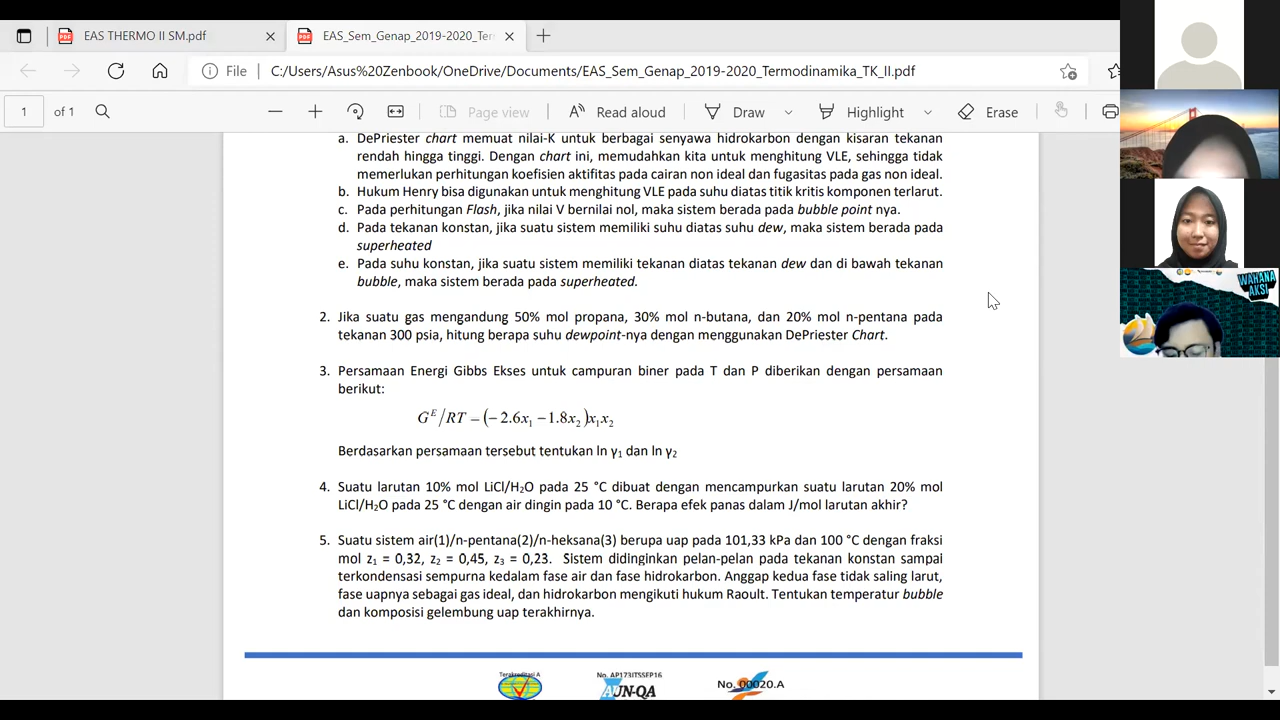 EAS THERMO II SM.pdf
EAS_Sem_Genap_2019-2020_Ter
File
C:/Users/Asus%20Zenbook/OneDrive/Documents/EAS_Sem_Genap_2019-2020_Termodinamika_TK_II.pdf
1 of 1
Page view
Read aloud
Draw
Highlight
Erase
a. DePriester chart memuat nilai-K untuk berbagai senyawa hidrokarbon dengan kisaran tekanan
rendah hingga tinggi. Dengan chart ini, memudahkan kita untuk menghitung VLE, sehingga tidak
memerlukan perhitungan koefisien aktifitas pada cairan non ideal dan fugasitas pada gas non ideal.
b. Hukum Henry bisa digunakan untuk menghitung VLE pada suhu diatas titik kritis komponen terlarut.
c. Pada perhitungan Flash, jika nilai V bernilai nol, maka sistem berada pada bubble point nya.
d. Pada tekanan konstan, jika suatu sistem memiliki suhu diatas suhu dew, maka sistem berada pada
superheated
e. Pada suhu konstan, jika suatu sistem memiliki tekanan diatas tekanan dew dan di bawah tekanan
bubble, maka sistem berada pada superheated.
2. Jika suatu gas mengandung 50% mol propana, 30% mol n-butana, dan 20% mol n-pentana pada
tekanan 300 psia, hitung berapa suhu dewpoint-nya dengan menggunakan DePriester Chart.
3. Persamaan Energi Gibbs Ekses untuk campuran biner pada T dan P diberikan dengan persamaan
berikut:
G^E/RT = (− 2.6x₁ − 1.8x₂)x₁x₂
Berdasarkan persamaan tersebut tentukan ln γ₁ dan ln γ₂
4. Suatu larutan 10% mol LiCl/H₂O pada 25 °C dibuat dengan mencampurkan suatu larutan 20% mol
LiCl/H₂O pada 25 °C dengan air dingin pada 10 °C. Berapa efek panas dalam J/mol larutan akhir?
5. Suatu sistem air(1)/n-pentana(2)/n-heksana(3) berupa uap pada 101,33 kPa dan 100 °C dengan fraksi
mol z₁ = 0,32, z₂ = 0,45, z₃ = 0,23. Sistem didinginkan pelan-pelan pada tekanan konstan sampai
terkondensasi sempurna kedalam fase air dan fase hidrokarbon. Anggap kedua fase tidak saling larut,
fase uapnya sebagai gas ideal, dan hidrokarbon mengikuti hukum Raoult. Tentukan temperatur bubble
dan komposisi gelembung uap terakhirnya.
Terakreditasi A
No. AP173ITSSEP16
AUN-QA
No. 00020.A
WAHANA
AKSI